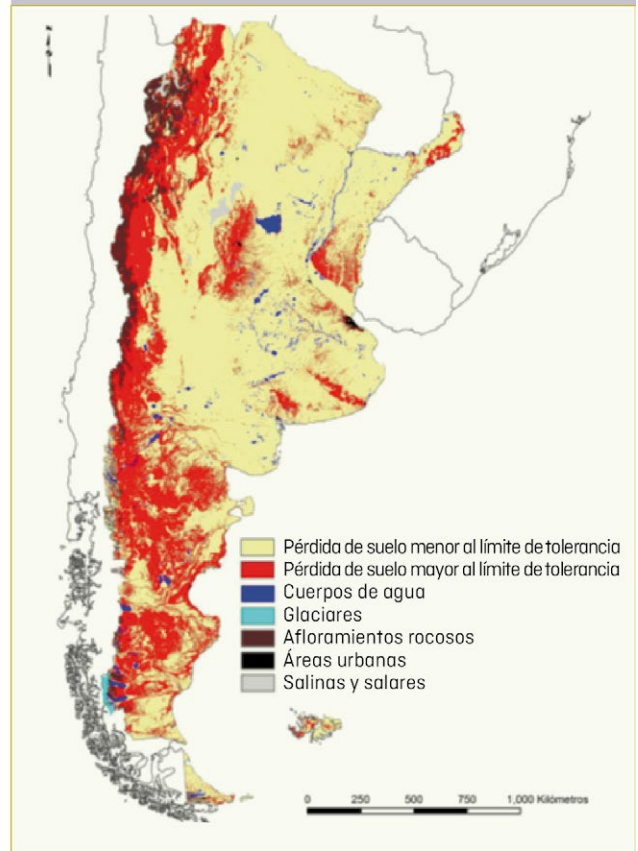 N
Pérdida de suelo menor al límite de tolerancia
Pérdida de suelo mayor al límite de tolerancia
Cuerpos de agua
Glaciares
Afloramientos rocosos
Áreas urbanas
Salinas y salares
0 250 500 750 1,000 Kilómetros